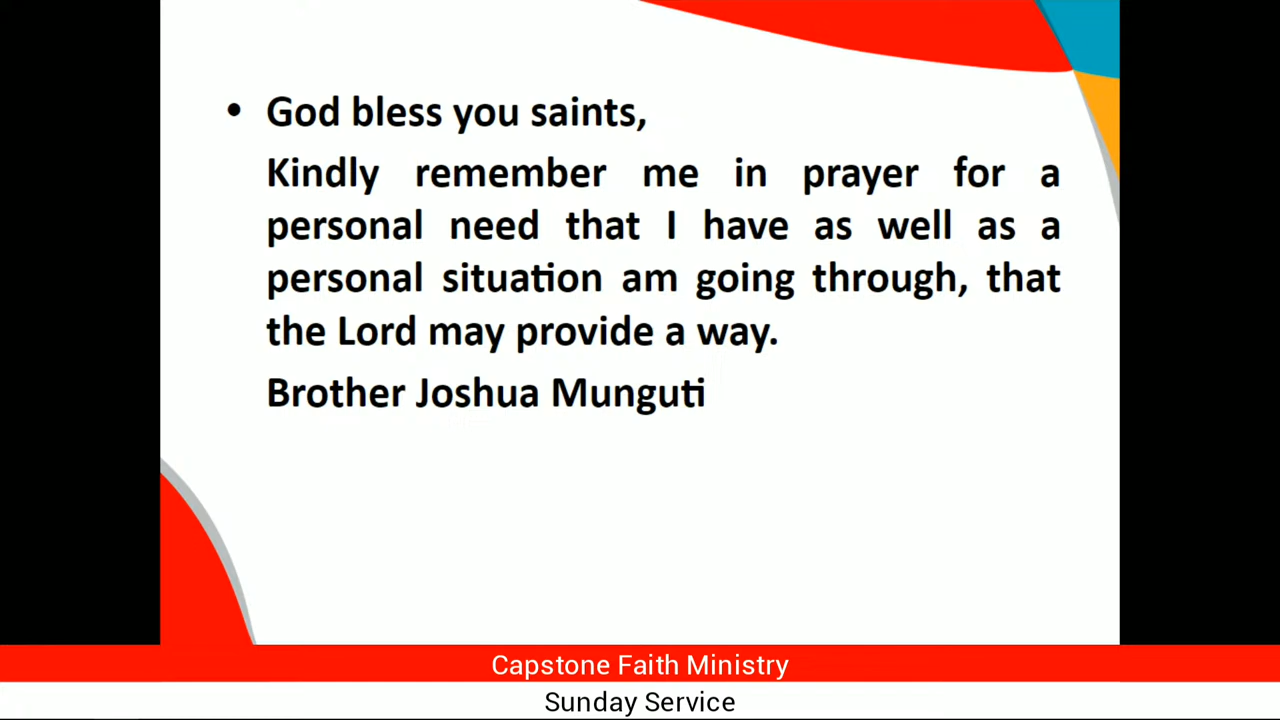 • God bless you saints,
Kindly remember me in prayer for a
personal need that I have as well as a
personal situation am going through, that
the Lord may provide a way.
Brother Joshua Munguti
Capstone Faith Ministry
Sunday Service